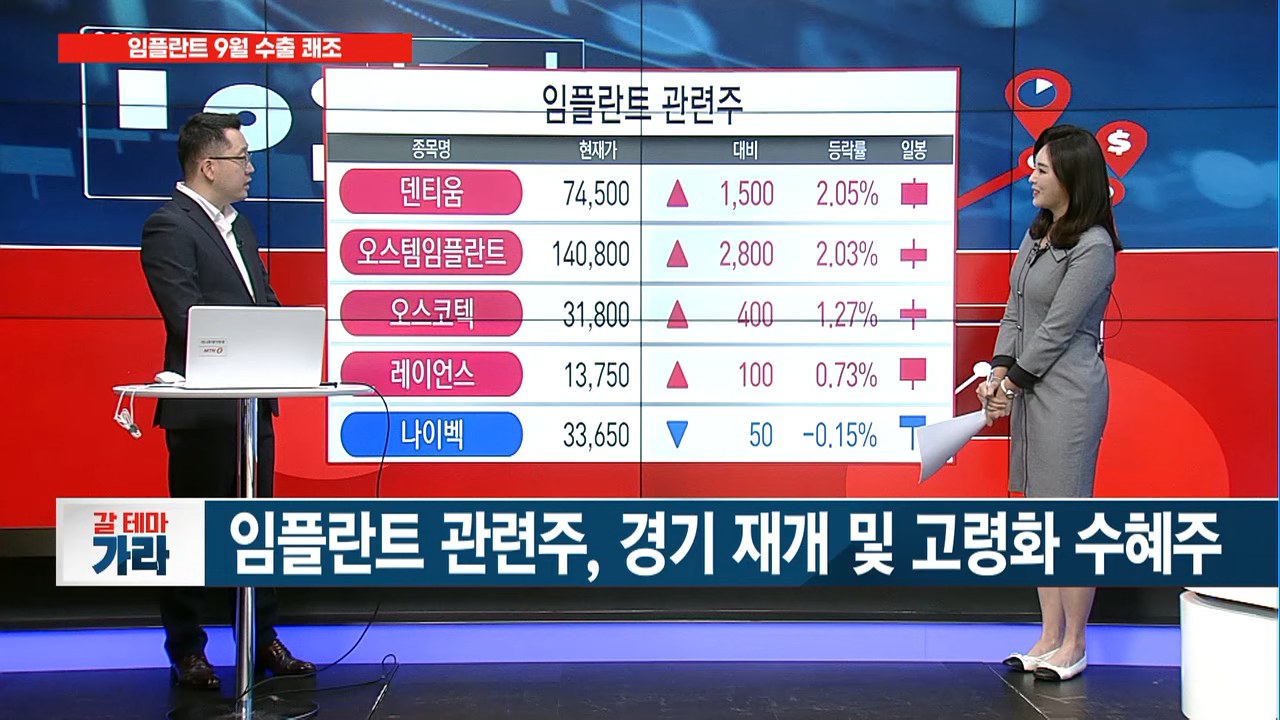 임플란트 9월 수출 쾌조
임플란트 관련주
종목명 현재가 대비 등락률 일봉
덴티움 74,500 ▲ 1,500 2.05%
오스템임플란트 140,800 ▲ 2,800 2.03%
오스코텍 31,800 ▲ 400 1.27%
레이언스 13,750 ▲ 100 0.73%
나이벡 33,650 ▼ 50 -0.15%
$
갈 테마
가라
임플란트 관련주, 경기 재개 및 고령화 수혜주